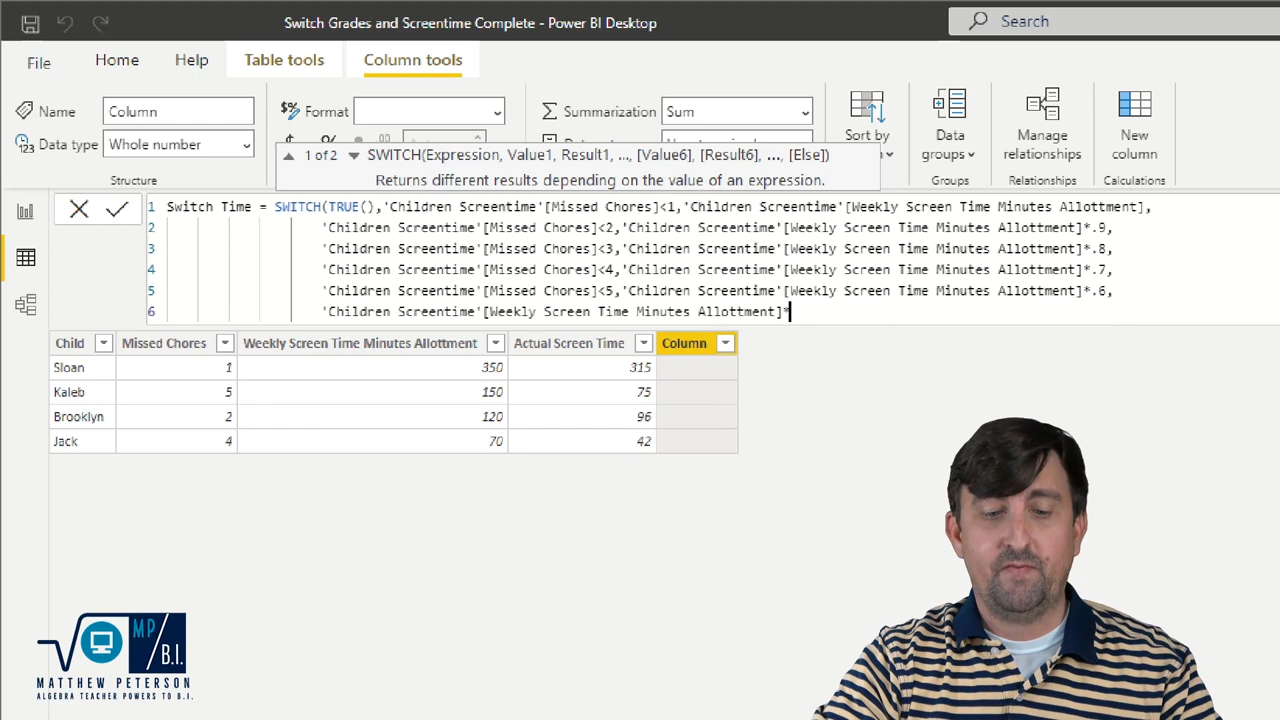 Switch Grades and Screentime Complete - Power BI Desktop
Search
File
Home
Help
Table tools
Column tools
Name
Column
Format
Summarization
Sum
Data type
Whole number
Sort by
Data
groups
Manage
relationships
New
column
1 of 2 SWITCH(Expression, Value1, Result1, ..., [Value6], [Result6], ..., [Else])
Returns different results depending on the value of an expression.
Structure
Groups
Relationships
Calculations
1 Switch Time = SWITCH(TRUE(),'Children Screentime'[Missed Chores]<1,'Children Screentime'[Weekly Screen Time Minutes Allottment],
2 'Children Screentime'[Missed Chores]<2,'Children Screentime'[Weekly Screen Time Minutes Allottment]*.9,
3 'Children Screentime'[Missed Chores]<3,'Children Screentime'[Weekly Screen Time Minutes Allottment]*.8,
4 'Children Screentime'[Missed Chores]<4,'Children Screentime'[Weekly Screen Time Minutes Allottment]*.7,
5 'Children Screentime'[Missed Chores]<5,'Children Screentime'[Weekly Screen Time Minutes Allottment]*.6,
6 'Children Screentime'[Weekly Screen Time Minutes Allottment]*
Child Missed Chores Weekly Screen Time Minutes Allottment Actual Screen Time Column
Sloan 1 350 315
Kaleb 5 150 75
Brooklyn 2 120 96
Jack 4 70 42
MP
B.I.
MATTHEW PETERSON
ALGEBRA TEACHER POWERS TO B.I.